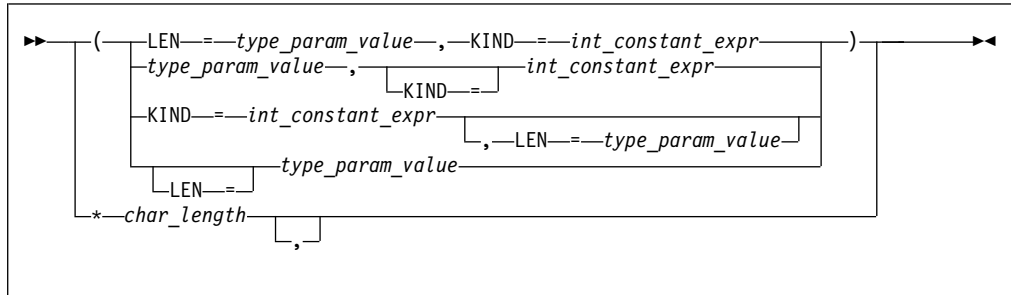 ( LEN = type_param_value , KIND = int_constant_expr )
type_param_value , int_constant_expr
KIND =
KIND = int_constant_expr
, LEN = type_param_value
type_param_value
LEN =
* char_length
,